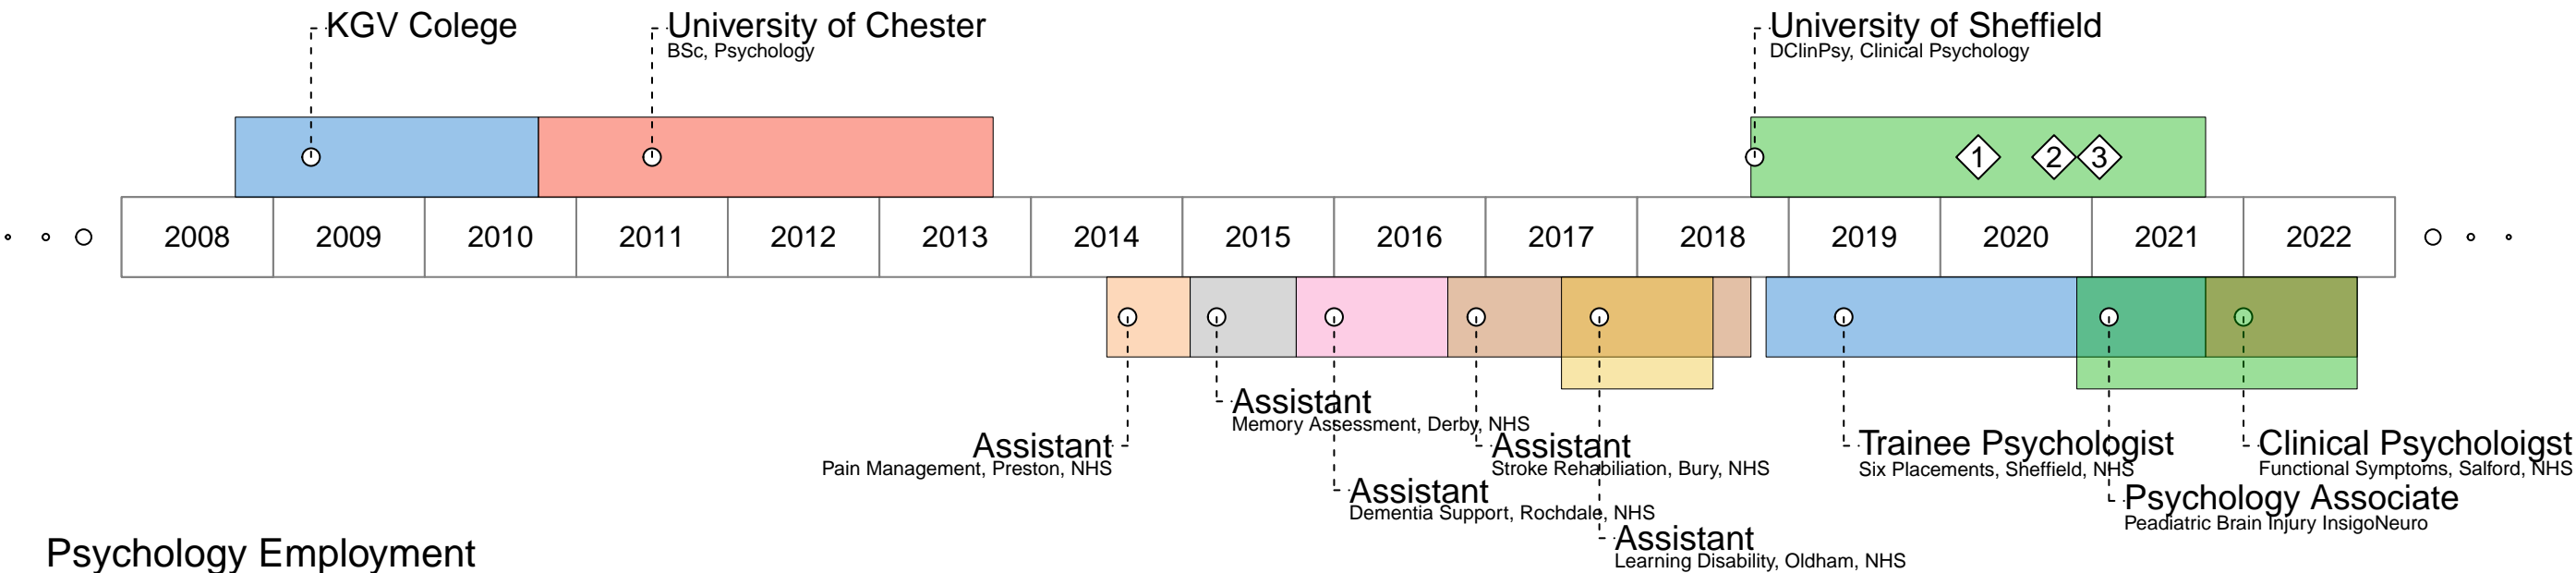 KGV Colege
University of Chester
BSc, Psychology
University of Sheffield
DClinPsy, Clinical Psychology
1
2
3
2008
2009
2010
2011
2012
2013
2014
2015
2016
2017
2018
2019
2020
2021
2022
Assistant
Memory Assessment, Derby, NHS
Assistant
Pain Management, Preston, NHS
Assistant
Stroke Rehabiliation, Bury, NHS
Trainee Psychologist
Six Placements, Sheffield, NHS
Clinical Psycholoigst
Functional Symptoms, Salford, NHS
Assistant
Dementia Support, Rochdale, NHS
Psychology Associate
Peadiatric Brain Injury InsigoNeuro
Assistant
Learning Disability, Oldham, NHS
Psychology Employment